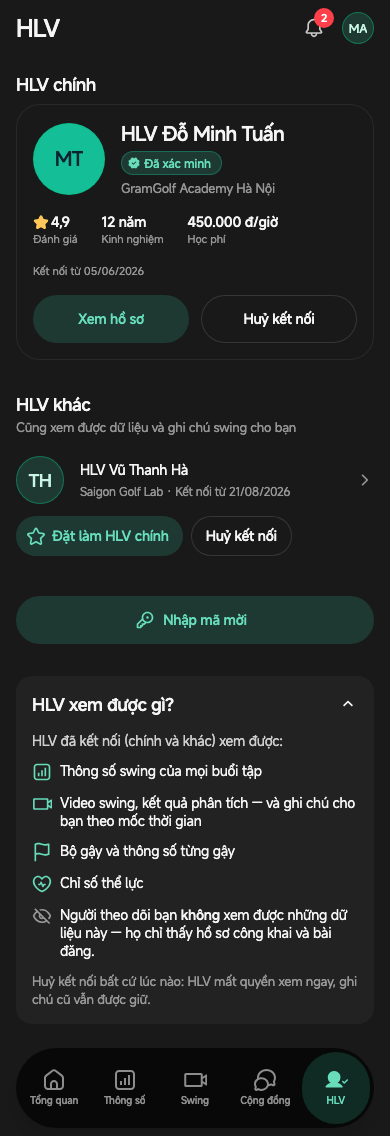 HLV
2
MA
HLV chính
MT
HLV Đỗ Minh Tuấn
Đã xác minh
GramGolf Academy Hà Nội
4,9
12 năm
450.000 đ/giờ
Đánh giá
Kinh nghiệm
Học phí
Kết nối từ 05/06/2026
Xem hồ sơ
Huỷ kết nối
HLV khác
Cũng xem được dữ liệu và ghi chú swing cho bạn
TH
HLV Vũ Thanh Hà
Saigon Golf Lab · Kết nối từ 21/08/2026
Đặt làm HLV chính
Huỷ kết nối
Nhập mã mời
HLV xem được gì?
HLV đã kết nối (chính và khác) xem được:
Thông số swing của mọi buổi tập
Video swing, kết quả phân tích — và ghi chú cho
bạn theo mốc thời gian
Bộ gậy và thông số từng gậy
Chỉ số thể lực
Người theo dõi bạn không xem được những dữ
liệu này — họ chỉ thấy hồ sơ công khai và bài
đăng.
Huỷ kết nối bất cứ lúc nào: HLV mất quyền xem ngay, ghi
chú cũ vẫn được giữ.
Tổng quan
Thông số
Swing
Cộng đồng
HLV